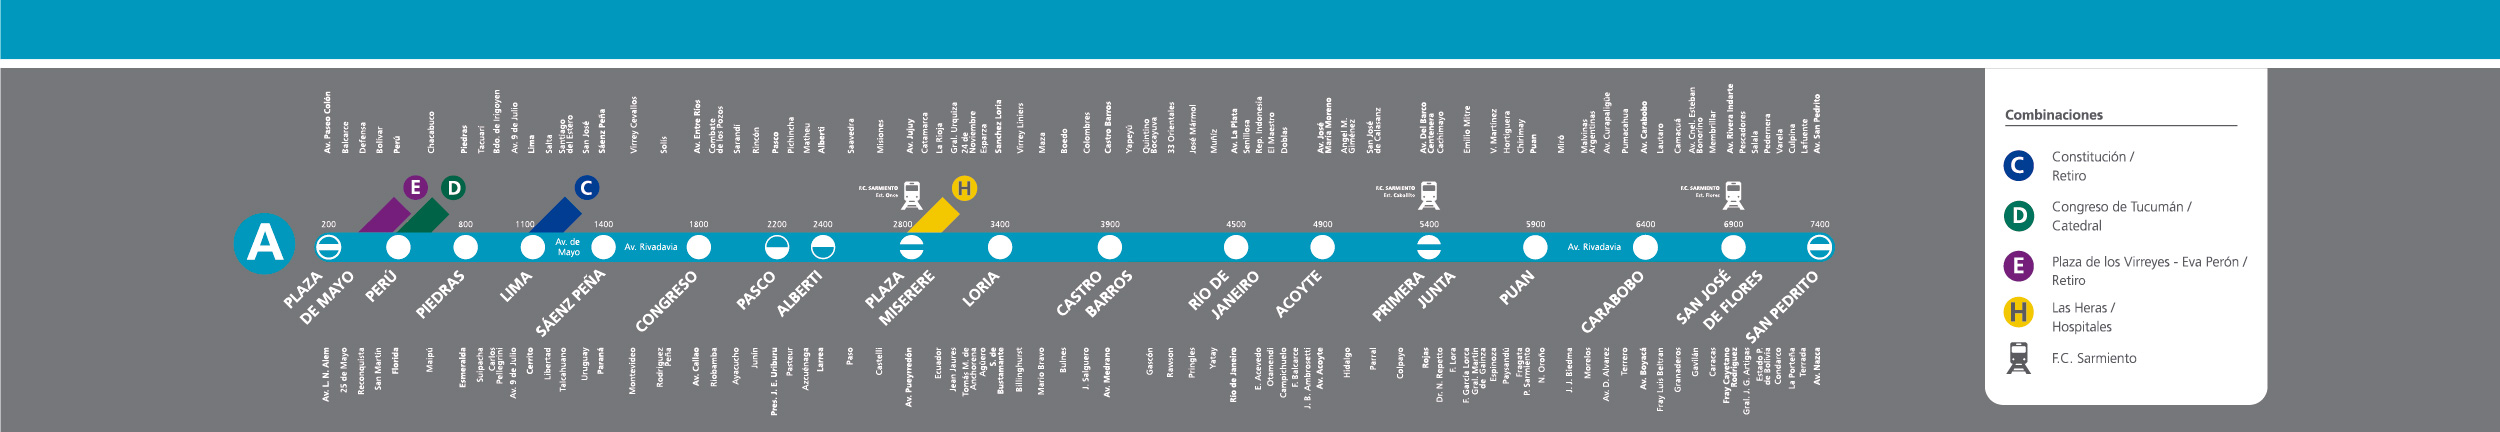 Av. Paseo Colón
Balcarce
Defensa
Bolívar
Perú
Chacabuco
Piedras
Tacuarí
Bdo. de Irigoyen
Av. 9 de Julio
Lima
Salta
Santiago
del Estero
San José
Sáenz Peña
Virrey Cevallos
Solís
Av. Entre Ríos
Combate
de los Pozos
Sarandí
Rincón
Pasco
Pichincha
Matheu
Alberti
Saavedra
Misiones
Av. Jujuy
Catamarca
La Rioja
Gral. Urquiza
24 de
Noviembre
Esparza
Sanchez Loria
Virrey Liniers
Maza
Boedo
Colombres
Castro Barros
Yapeyú
Quintino
Bocayuva
33 Orientales
José Mármol
Muñiz
Av. La Plata
Senillosa
Rep. Indonesia
El Maestro
Doblas
Av. José
María Moreno
Angel M.
Giménez
San José
de Calasanz
Av. Del Barco
Centenera
Cachimayo
Emilio Mitre
V. Martínez
Hortiguera
Chirimay
Puan
Miró
Malvinas
Argentinas
Av. Curapaligüe
Pumacahua
Av. Carabobo
Lautaro
Camacuá
Av. Cnel. Esteban
Bonorino
Membrillar
Av. Rivera Indarte
Pescadores
Salala
Pedernera
Varela
Culpina
Lafuente
Av. San Pedrito
E
D
C
F.C. SARMIENTO
Est. Once
H
F.C. SARMIENTO
Est. Caballito
F.C. SARMIENTO
Est. Flores
200
800
1100
1400
1800
2200
2400
2800
3400
3900
4500
4900
5400
5900
6400
6900
7400
A
Av. de
Mayo
Av. Rivadavia
Av. Rivadavia
PLAZA
DE MAYO
PERÚ
PIEDRAS
LIMA
SÁENZ PEÑA
CONGRESO
PASCO
ALBERTI
PLAZA
MISERERE
LORIA
CASTRO
BARROS
RÍO DE
JANEIRO
ACOYTE
PRIMERA
JUNTA
PUAN
CARABOBO
SAN JOSÉ
DE FLORES
SAN PEDRITO
Av. L. N. Alem
25 de Mayo
Reconquista
San Martín
Florida
Maipú
Esmeralda
Suipacha
Carlos
Pellegrini
Av. 9 de Julio
Cerrito
Libertad
Talcahuano
Uruguay
Paraná
Montevideo
Rodríguez
Peña
Av. Callao
Riobamba
Ayacucho
Junín
Pres. J. E. Uriburu
Pasteur
Azcuénaga
Larrea
Paso
Castelli
Av. Pueyrredón
Ecuador
Jean Jaures
Tomás M. de
Anchorena
Agüero
S. de
Bustamante
Billinghurst
Mario Bravo
Bulnes
J. Salguero
Av. Medrano
Gascón
Rawson
Pringles
Yatay
Río de Janeiro
E. Acevedo
Otamendi
Campichuelo
F. Balcarce
J. B. Ambrosetti
Av. Acoyte
Hidalgo
Parral
Colpayo
Rojas
Dr. N. Repetto
F. Lora
F. García Lorca
Gral. Martín
de Gainza
Espinoza
Paysandú
Fragata
P. Sarmiento
N. Oroño
J. J. Biedma
Morelos
Av. D. Alvarez
Terrero
Av. Boyacá
Fray Luis Beltran
Granaderos
Gavilán
Caracas
Fray Cayetano
Rodríguez
Gral. J. G. Artigas
Estado P.
de Bolivia
Condarco
La Porteña
Terrada
Av. Nazca
Combinaciones
C
Constitución /
Retiro
D
Congreso de Tucumán /
Catedral
E
Plaza de los Virreyes - Eva Perón /
Retiro
H
Las Heras /
Hospitales
F.C. Sarmiento